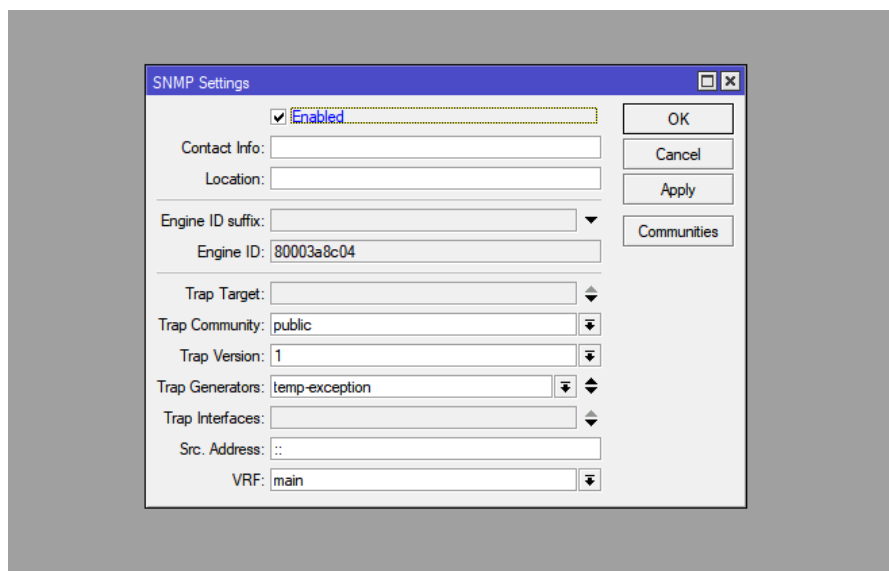 SNMP Settings
Enabled
OK
Contact Info:
Cancel
Location:
Apply
Engine ID suffix:
Communities
Engine ID: 80003a8c04
Trap Target:
Trap Community: public
Trap Version: 1
Trap Generators: temp-exception
Trap Interfaces:
Src. Address: ::
VRF: main